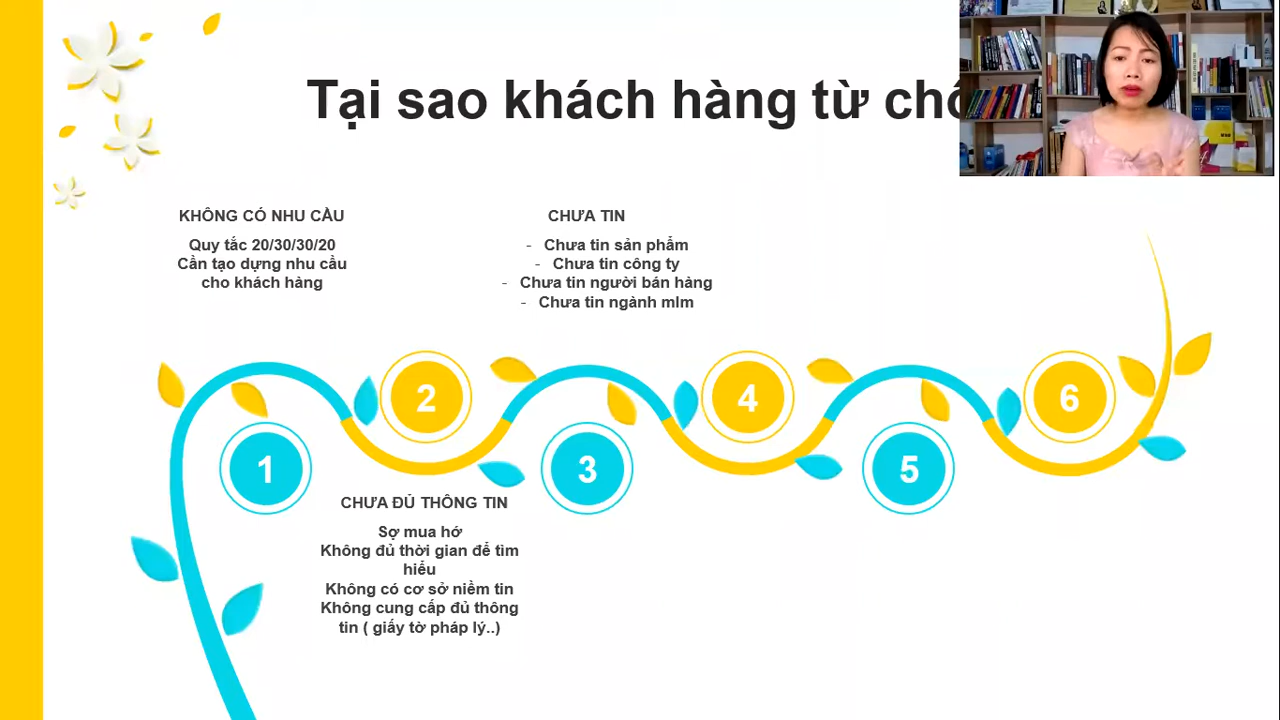 Tại sao khách hàng từ
KHÔNG CÓ NHU CẦU
Quy tắc 20/30/30/20
Cần tạo dựng nhu cầu
cho khách hàng
CHƯA TIN
- Chưa tin sản phẩm
- Chưa tin công ty
- Chưa tin người bán hàng
- Chưa tin ngành mlm
2
4
6
1
3
5
CHƯA ĐỦ THÔNG TIN
Sợ mua hớ
Không đủ thời gian để tìm
hiểu
Không có cơ sở niềm tin
Không cung cấp đủ thông
tin ( giấy tờ pháp lý..)